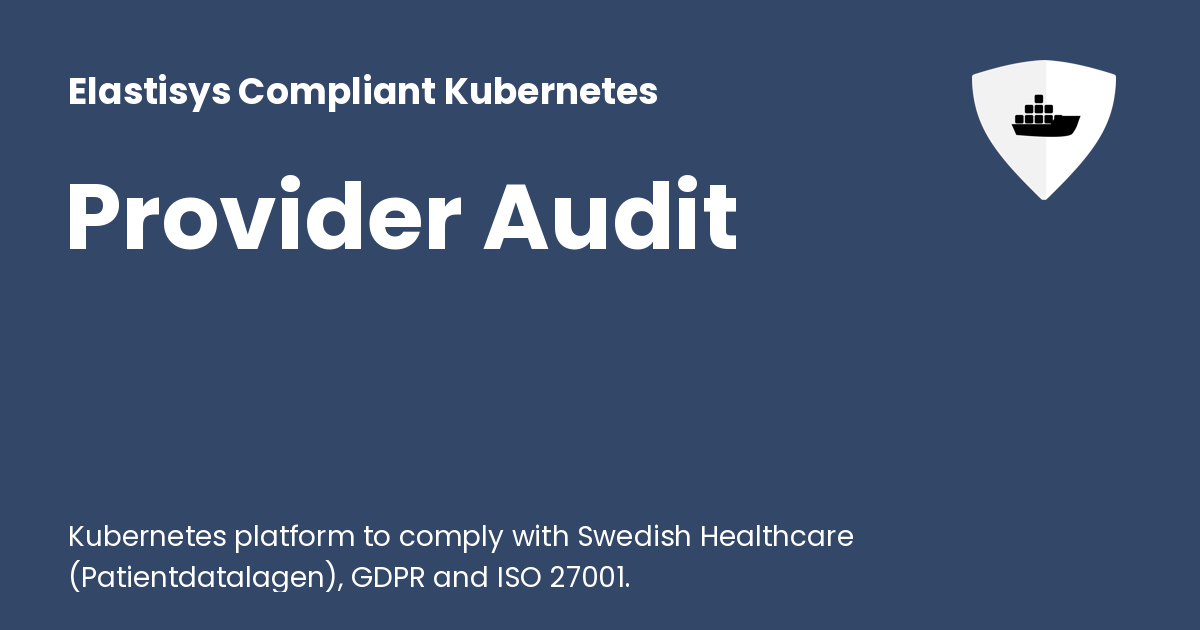 Elastisys Compliant Kubernetes
Provider Audit
Kubernetes platform to comply with Swedish Healthcare
(Patientdatalagen), GDPR and ISO 27001.